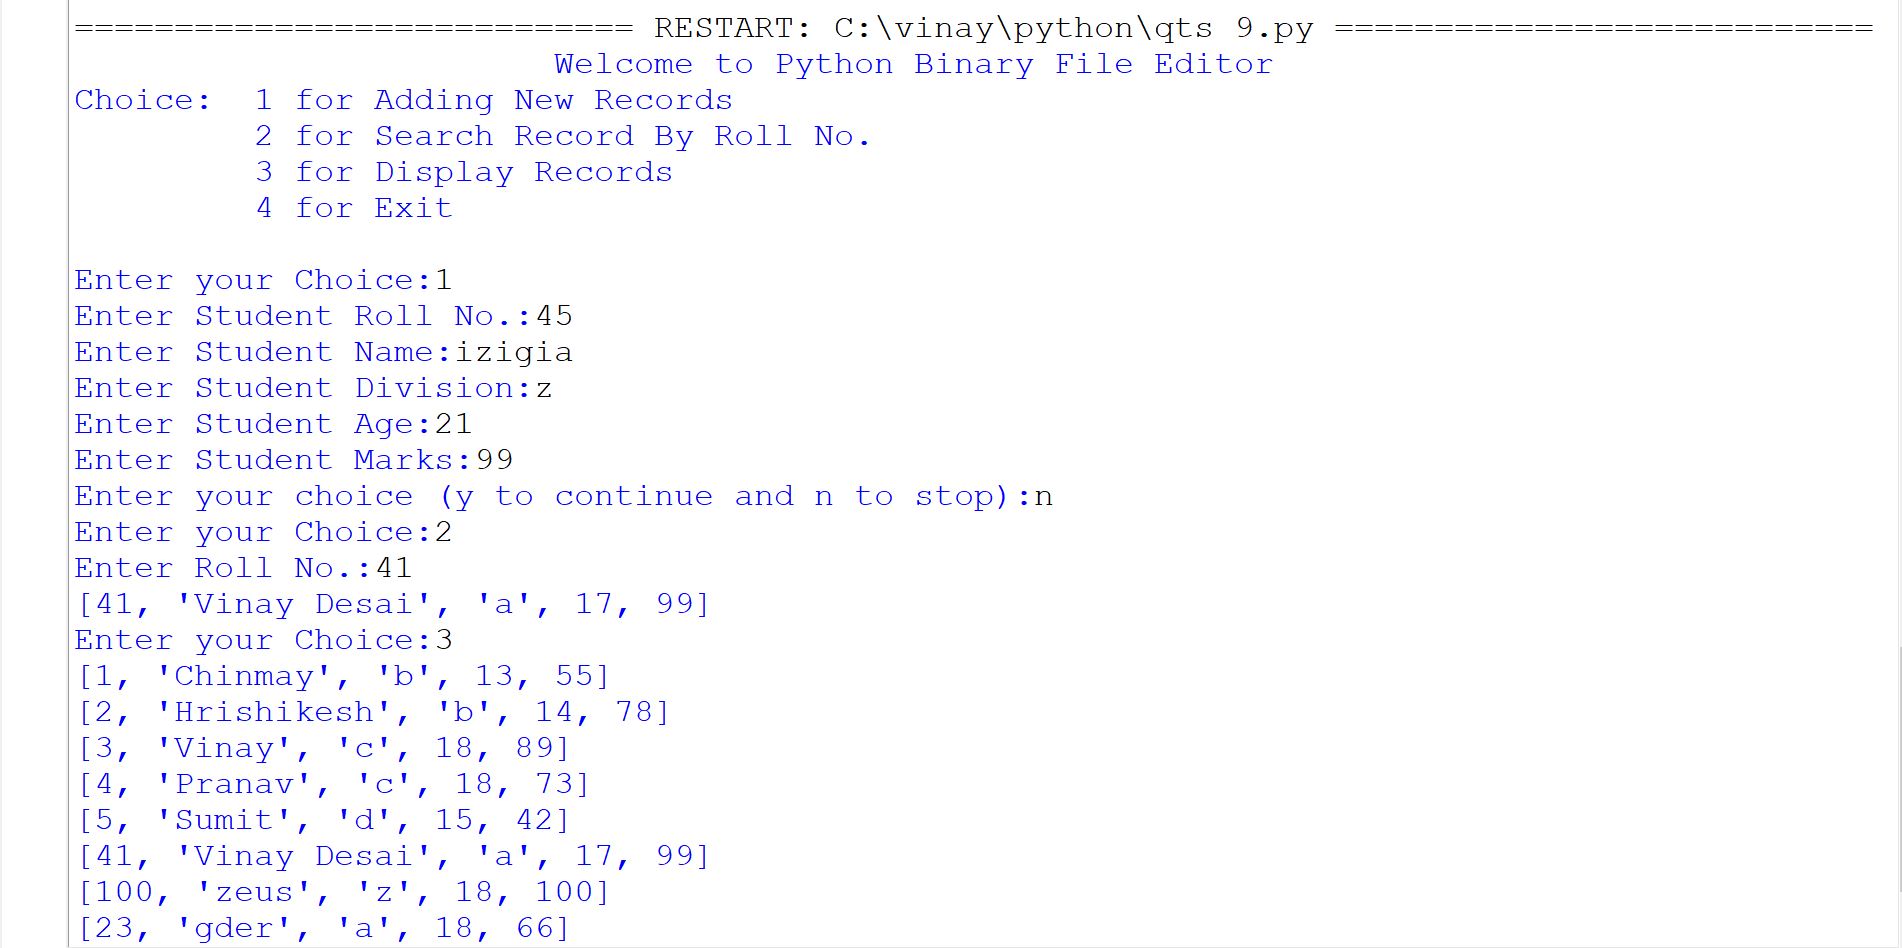 ============================ RESTART: C:\vinay\python\qts 9.py ===========================
                        Welcome to Python Binary File Editor
Choice:  1 for Adding New Records
         2 for Search Record By Roll No.
         3 for Display Records
         4 for Exit

Enter your Choice:1
Enter Student Roll No.:45
Enter Student Name:izigia
Enter Student Division:z
Enter Student Age:21
Enter Student Marks:99
Enter your choice (y to continue and n to stop):n
Enter your Choice:2
Enter Roll No.:41
[41, 'Vinay Desai', 'a', 17, 99]
Enter your Choice:3
[1, 'Chinmay', 'b', 13, 55]
[2, 'Hrishikesh', 'b', 14, 78]
[3, 'Vinay', 'c', 18, 89]
[4, 'Pranav', 'c', 18, 73]
[5, 'Sumit', 'd', 15, 42]
[41, 'Vinay Desai', 'a', 17, 99]
[100, 'zeus', 'z', 18, 100]
[23, 'gder', 'a', 18, 66]